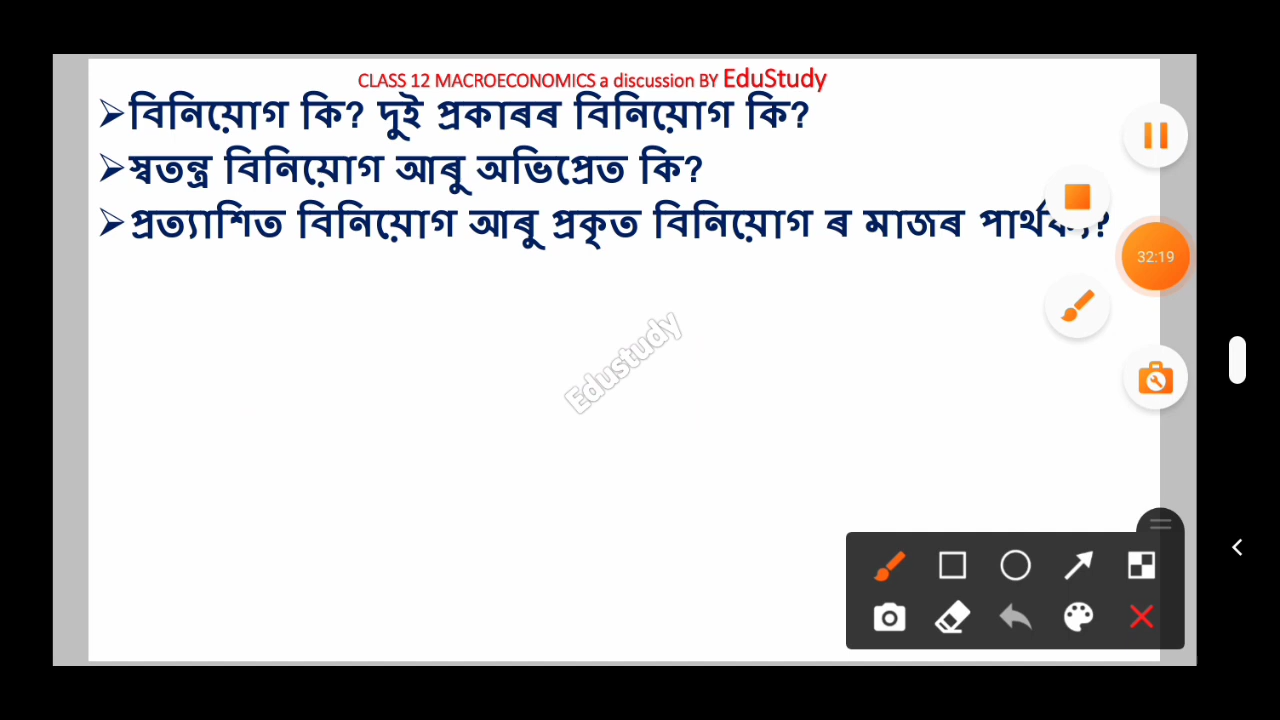 CLASS 12 MACROECONOMICS a discussion BY EduStudy
➢বিনিয়োগ কি? দুই প্ৰকাৰৰ বিনিয়োগ কি?
➢স্বতন্ত্ৰ বিনিয়োগ আৰু অভিপ্ৰেত কি?
➢প্ৰত্যাশিত বিনিয়োগ আৰু প্ৰকৃত বিনিয়োগ ৰ মাজৰ
32:19
Edustudy